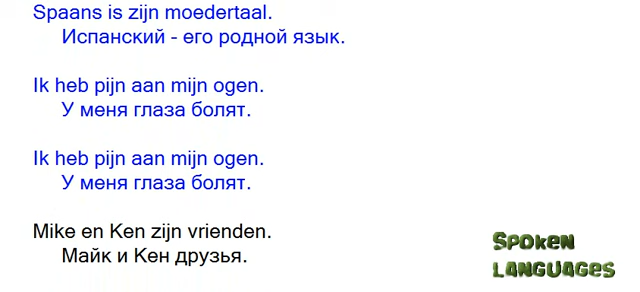 Spaans is zijn moedertaal.
Испанский - его родной язык.
Ik heb pijn aan mijn ogen.
У меня глаза болят.
Ik heb pijn aan mijn ogen.
У меня глаза болят.
Mike en Ken zijn vrienden.
Майк и Кен друзья.
SPOKEN
LANGUAGES